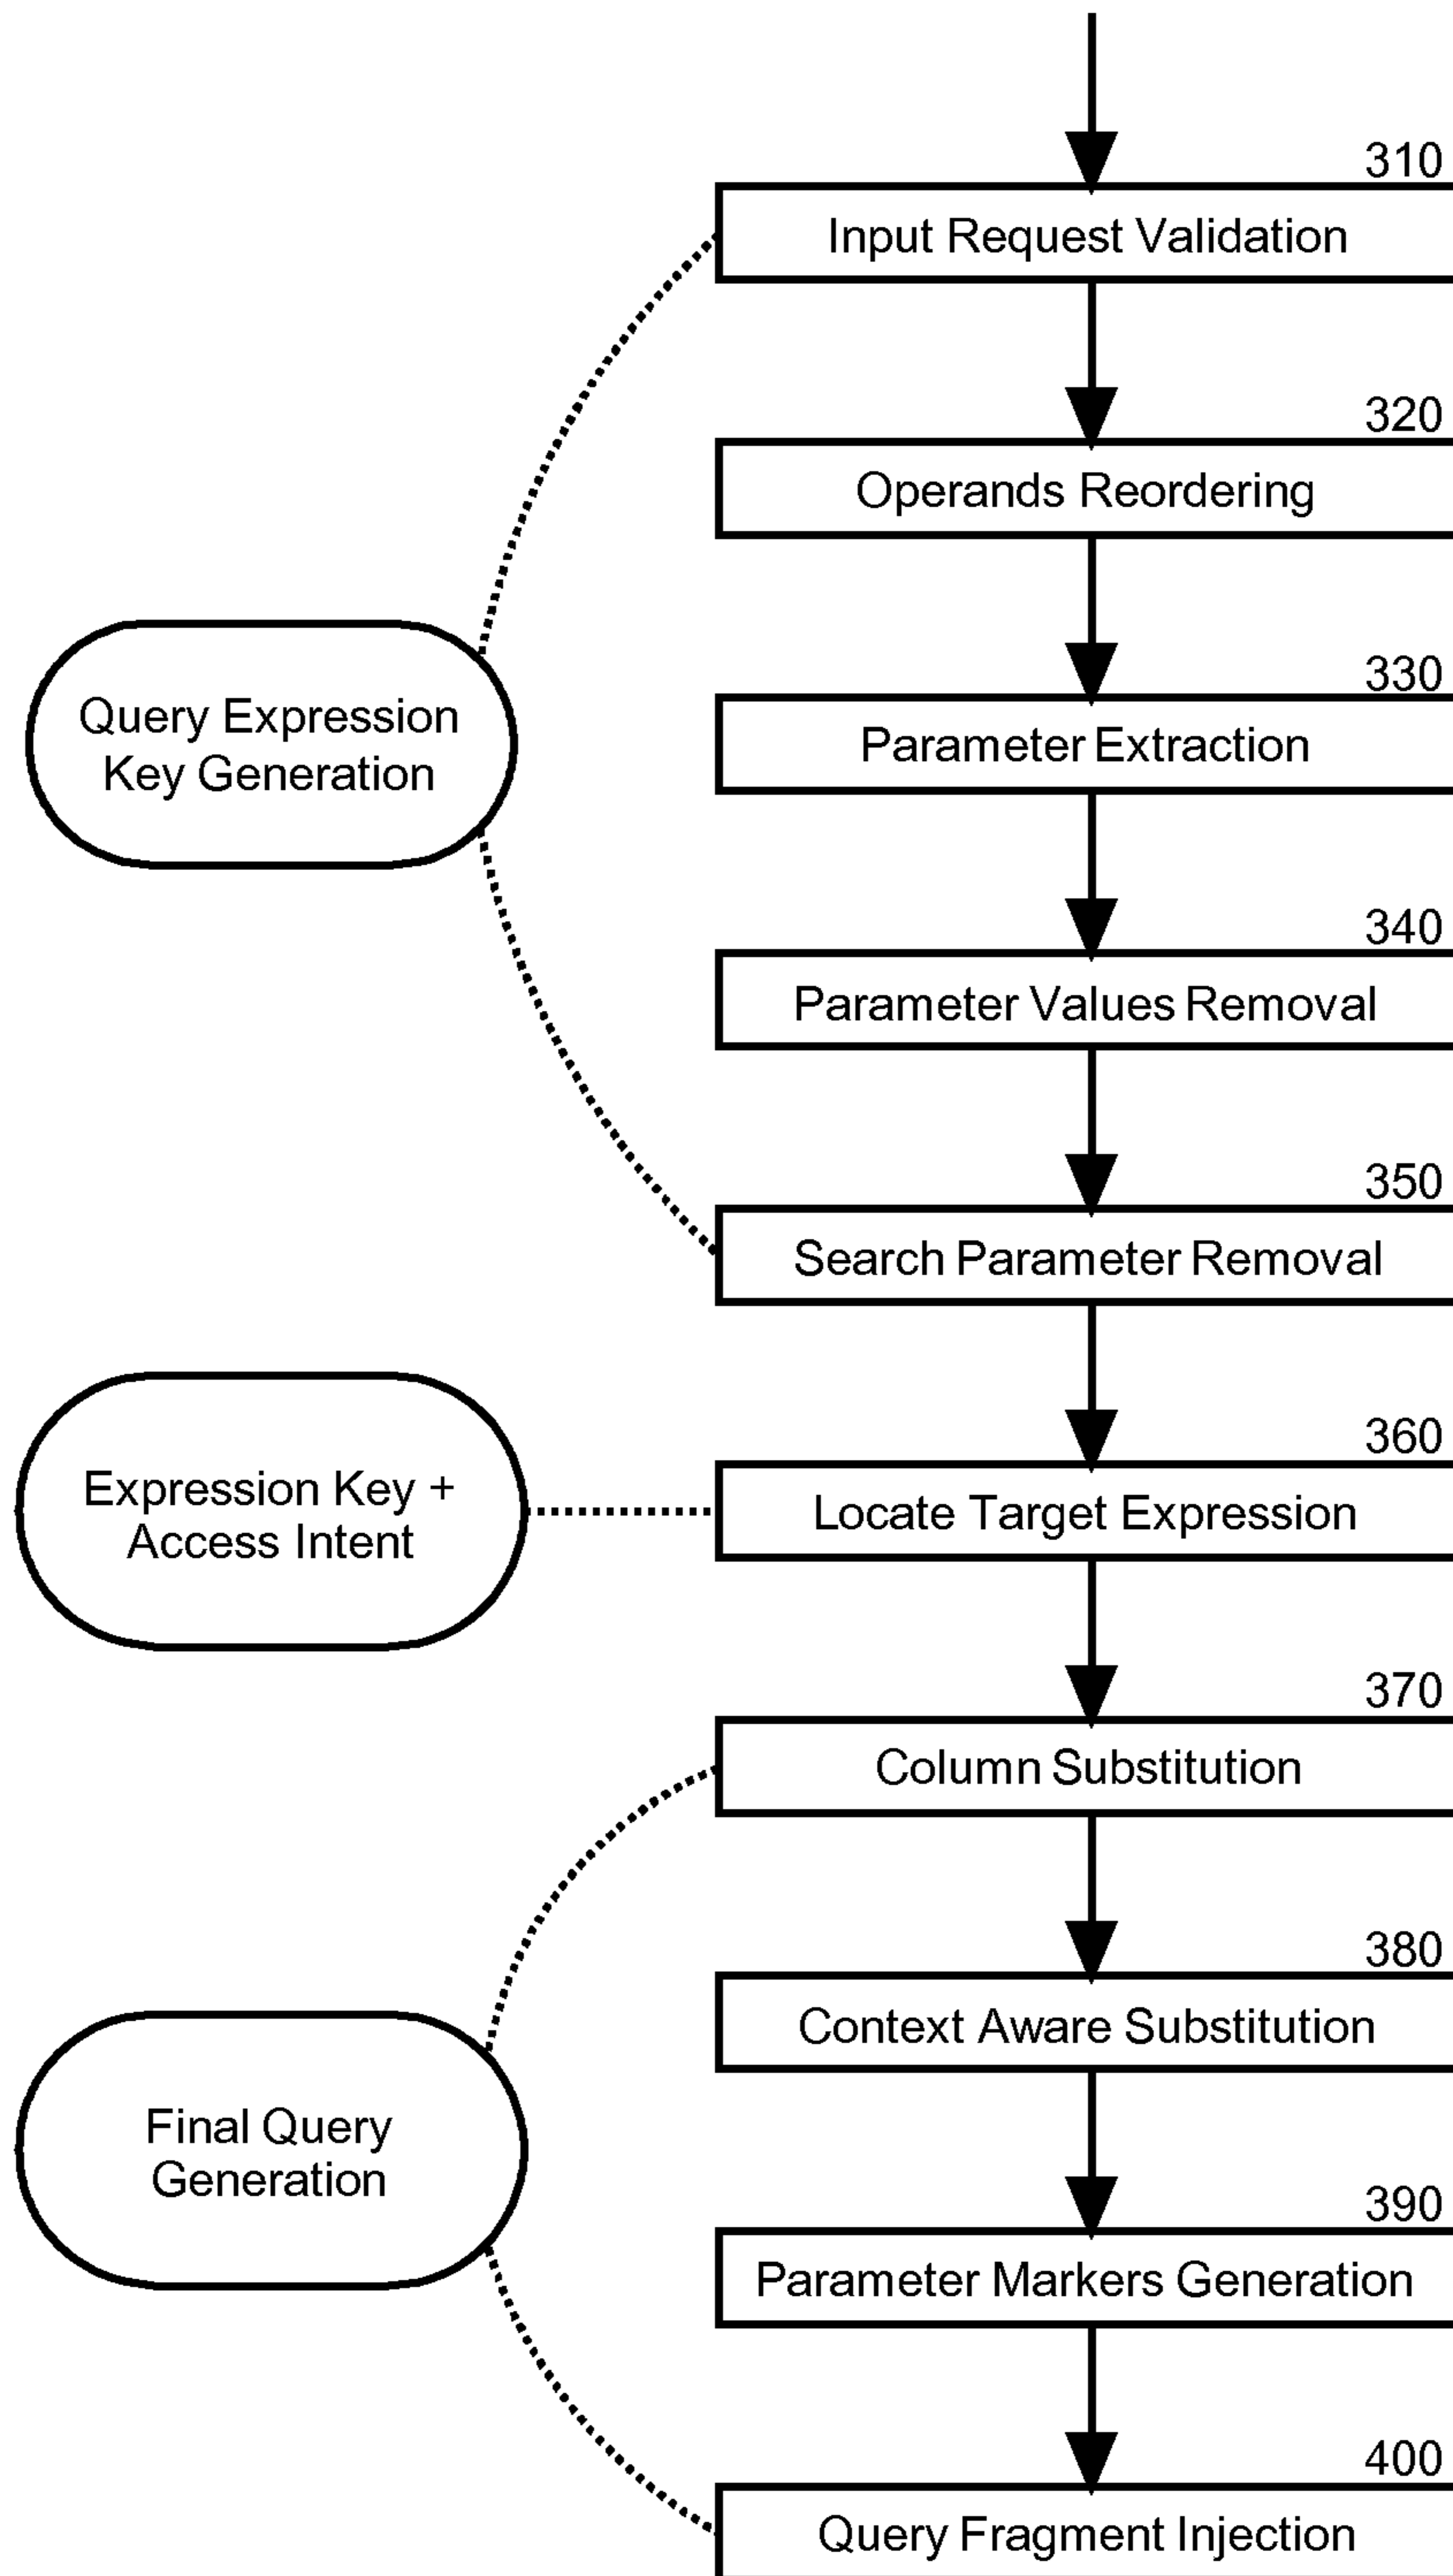 310
Input Request Validation
320
Operands Reordering
330
Parameter Extraction
Query Expression
Key Generation
340
Parameter Values Removal
350
Search Parameter Removal
360
Locate Target Expression
Expression Key +
Access Intent
370
Column Substitution
380
Context Aware Substitution
Final Query
Generation
390
Parameter Markers Generation
400
Query Fragment Injection